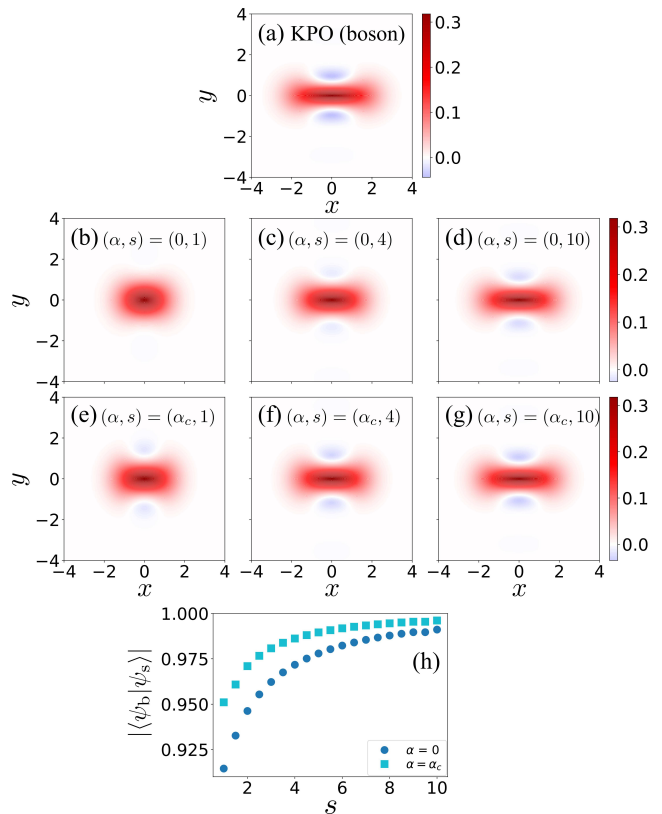 4
(a) KPO (boson)
0.3
2
0.2
y
0
0.1
−2
0.0
−4
−4 −2 0 2 4
x
4
(b) (α, s) = (0, 1)
(c) (α, s) = (0, 4)
(d) (α, s) = (0, 10)
0.3
2
0.2
y
0
0.1
−2
0.0
−4
4
(e) (α, s) = (α_c, 1)
(f) (α, s) = (α_c, 4)
(g) (α, s) = (α_c, 10)
0.3
2
0.2
y
0
0.1
−2
0.0
−4
−4 −2 0 2 4
−4 −2 0 2 4
−4 −2 0 2 4
x
x
x
1.000
0.975
(h)
0.950
|⟨ψ_b|ψ_s⟩|
0.925
α = 0
α = α_c
2 4 6 8 10
s